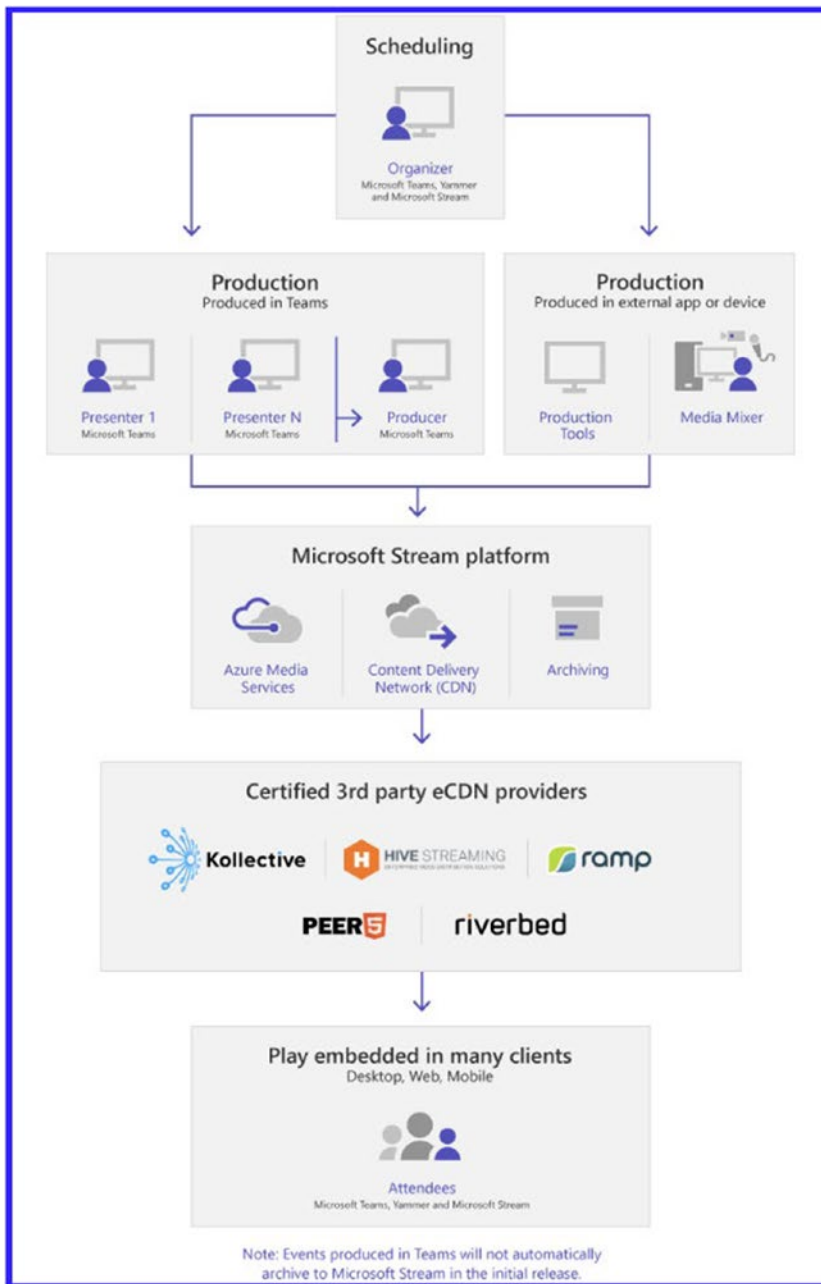 Scheduling
Organizer
Microsoft Teams, Yammer
and Microsoft Stream
Production
Produced in Teams
Presenter 1
Microsoft Teams
Presenter N
Microsoft Teams
Producer
Microsoft Teams
Production
Produced in external app or device
Production
Tools
Media Mixer
Microsoft Stream platform
Azure Media
Services
Content Delivery
Network (CDN)
Archiving
Certified 3rd party eCDN providers
Kollective
H HIVE STREAMING
ENTERPRISE VIDEO DISTRIBUTION SOLUTIONS
ramp
PEER5
riverbed
Play embedded in many clients
Desktop, Web, Mobile
Attendees
Microsoft Teams, Yammer and Microsoft Stream
Note: Events produced in Teams will not automatically
archive to Microsoft Stream in the initial release.